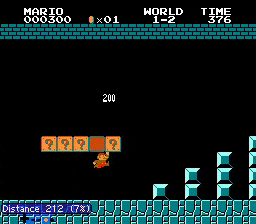 MARIO WORLD TIME
000300 ×01 1-2 376
200
? ? ? ?
Distance 212 (7%)